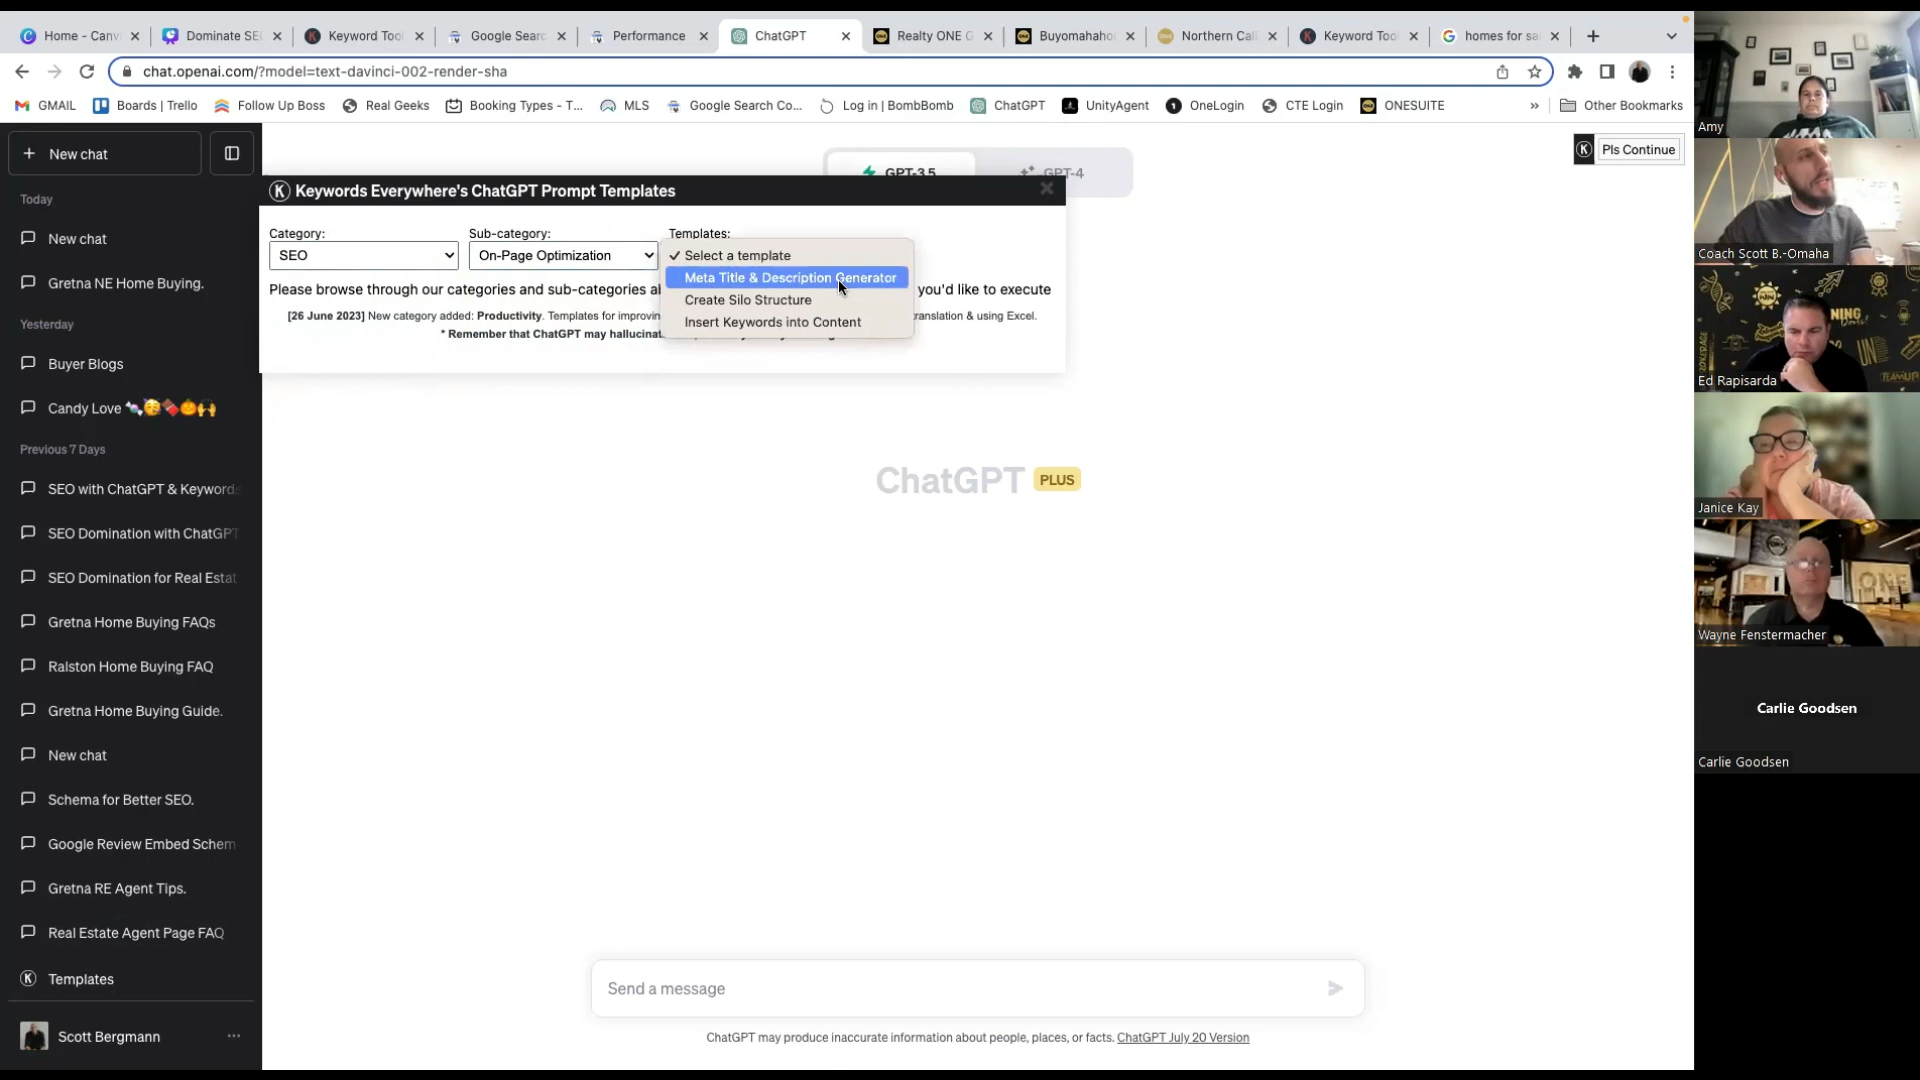 Home - Canv
Dominate SE
Keyword Too
Google Searc
Performance
ChatGPT
Realty ONE G
Buyomahaho
Northern Cali
Keyword Too
homes for sa
chat.openai.com/?model=text-davinci-002-render-sha
GMAIL
Boards | Trello
Follow Up Boss
Real Geeks
Booking Types - T...
MLS
Google Search Co...
Log in | BombBomb
ChatGPT
UnityAgent
OneLogin
CTE Login
ONESUITE
»
Other Bookmarks
+ New chat
Today
New chat
Gretna NE Home Buying.
Yesterday
Buyer Blogs
Candy Love 🍬🥳🍫🎃🙌
Previous 7 Days
SEO with ChatGPT & Keywords
SEO Domination with ChatGPT
SEO Domination for Real Estat
Gretna Home Buying FAQs
Ralston Home Buying FAQ
Gretna Home Buying Guide.
New chat
Schema for Better SEO.
Google Review Embed Schem
Gretna RE Agent Tips.
Real Estate Agent Page FAQ
Templates
Scott Bergmann
...
GPT-3.5
GPT-4
Pls Continue
Keywords Everywhere's ChatGPT Prompt Templates
Category:
Sub-category:
Templates:
SEO
On-Page Optimization
✓ Select a template
Meta Title & Description Generator
Create Silo Structure
Insert Keywords into Content
Please browse through our categories and sub-categories a
you'd like to execute
[26 June 2023] New category added: Productivity. Templates for improvin
translation & using Excel.
* Remember that ChatGPT may hallucinat
ChatGPT PLUS
Send a message
ChatGPT may produce inaccurate information about people, places, or facts. ChatGPT July 20 Version
Amy
Coach Scott B.-Omaha
Ed Rapisarda
Janice Kay
ONE
Wayne Fenstermacher
Carlie Goodsen
Carlie Goodsen